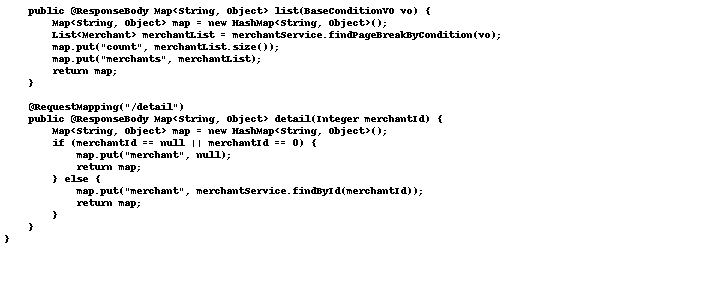 public @ResponseBody Map<String, Object> list(BaseConditionVO vo) {
        Map<String, Object> map = new HashMap<String, Object>();
        List<Merchant> merchantList = merchantService.findPageBreakByCondition(vo);
        map.put("count", merchantList.size());
        map.put("merchants", merchantList);
        return map;
    }

    @RequestMapping("/detail")
    public @ResponseBody Map<String, Object> detail(Integer merchantId) {
        Map<String, Object> map = new HashMap<String, Object>();
        if (merchantId == null || merchantId == 0) {
            map.put("merchant", null);
            return map;
        } else {
            map.put("merchant", merchantService.findById(merchantId));
            return map;
        }
    }
}